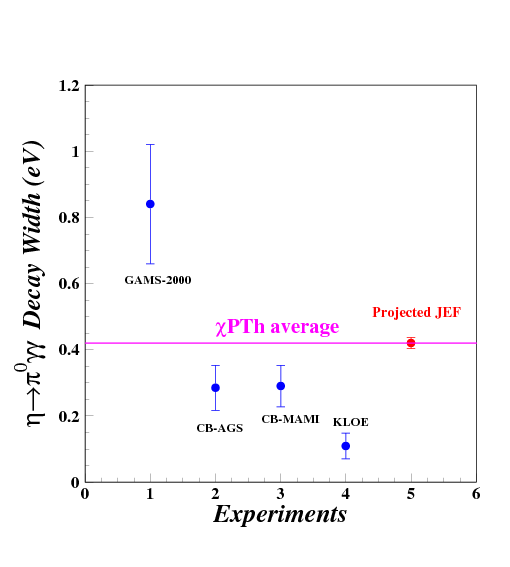 1.2
1
0.8
0.6
0.4
0.2
0
η→π⁰γγ Decay Width (eV)
GAMS-2000
Projected JEF
χPTh average
CB-AGS
CB-MAMI
KLOE
0 1 2 3 4 5 6
Experiments